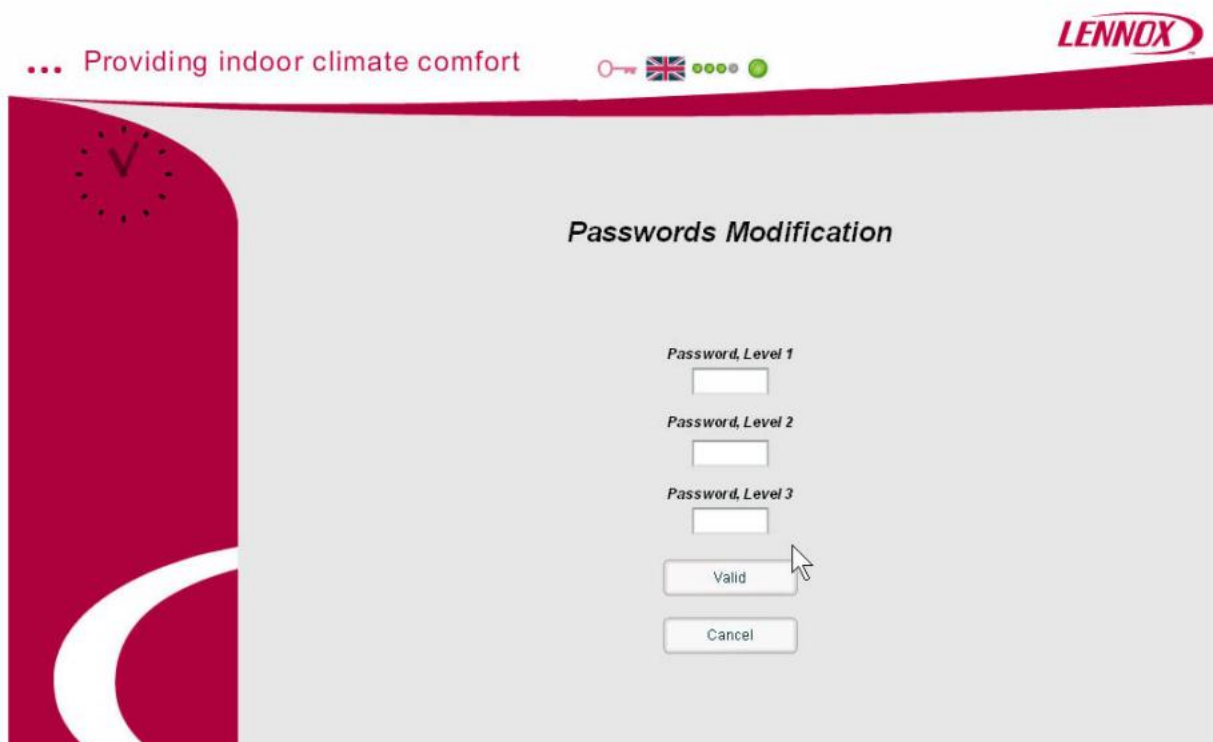 ... Providing indoor climate comfort
LENNOX
Passwords Modification
Password, Level 1
Password, Level 2
Password, Level 3
Valid
Cancel